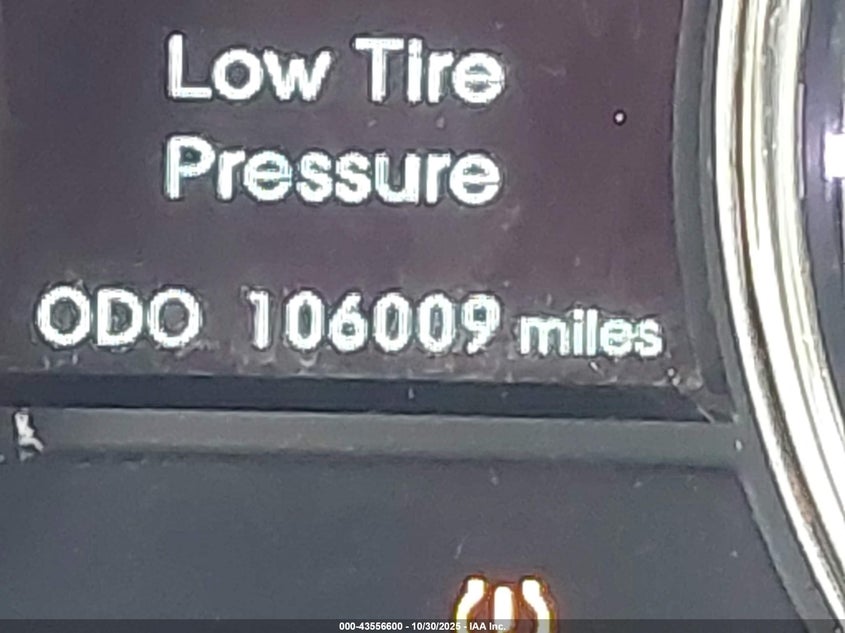 Low Tire
Pressure
ODO 106009 miles
000-43556600 - 10/30/2025 - IAA Inc.